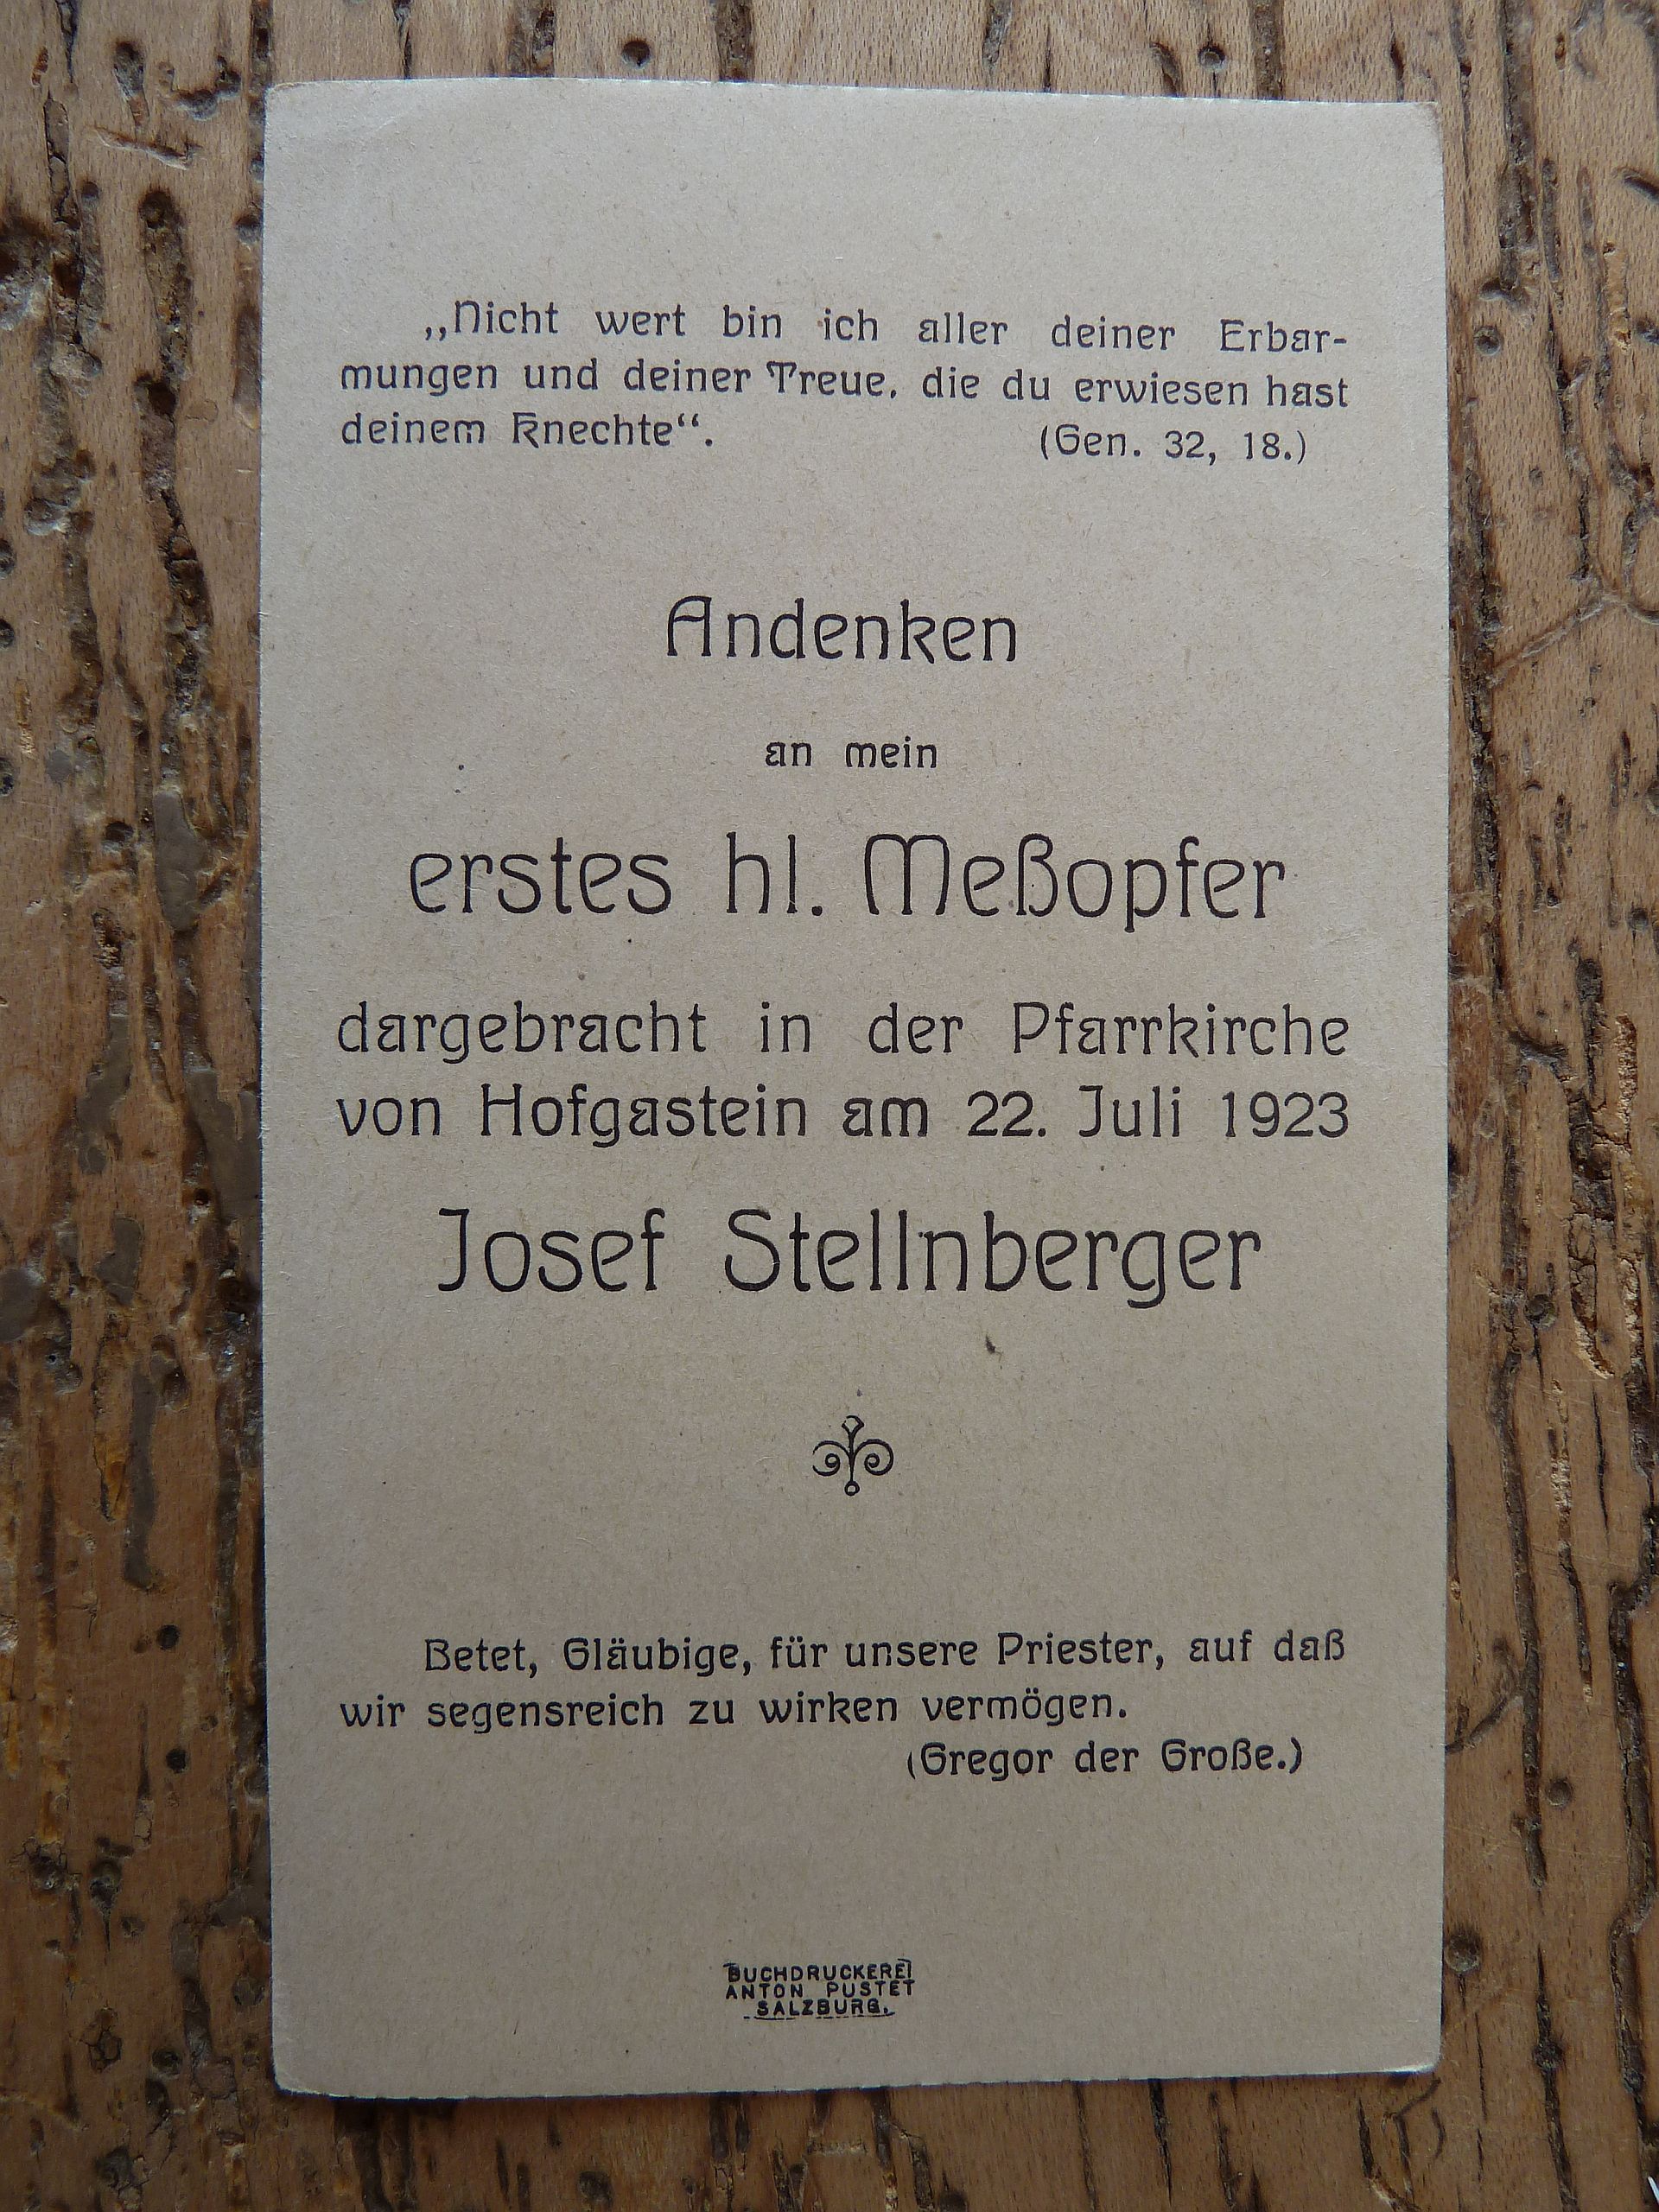 „Nicht wert bin ich aller deiner Erbar-
mungen und deiner Treue, die du erwiesen hast
deinem Knechte“. (Gen. 32, 18.)
Andenken
an mein
erstes hl. Meßopfer
dargebracht in der Pfarrkirche
von Hofgastein am 22. Juli 1923
Josef Stellnberger
Betet, Gläubige, für unsere Priester, auf daß
wir segensreich zu wirken vermögen.
(Gregor der Große.)
BUCHDRUCKEREI
ANTON PUSTET
SALZBURG.